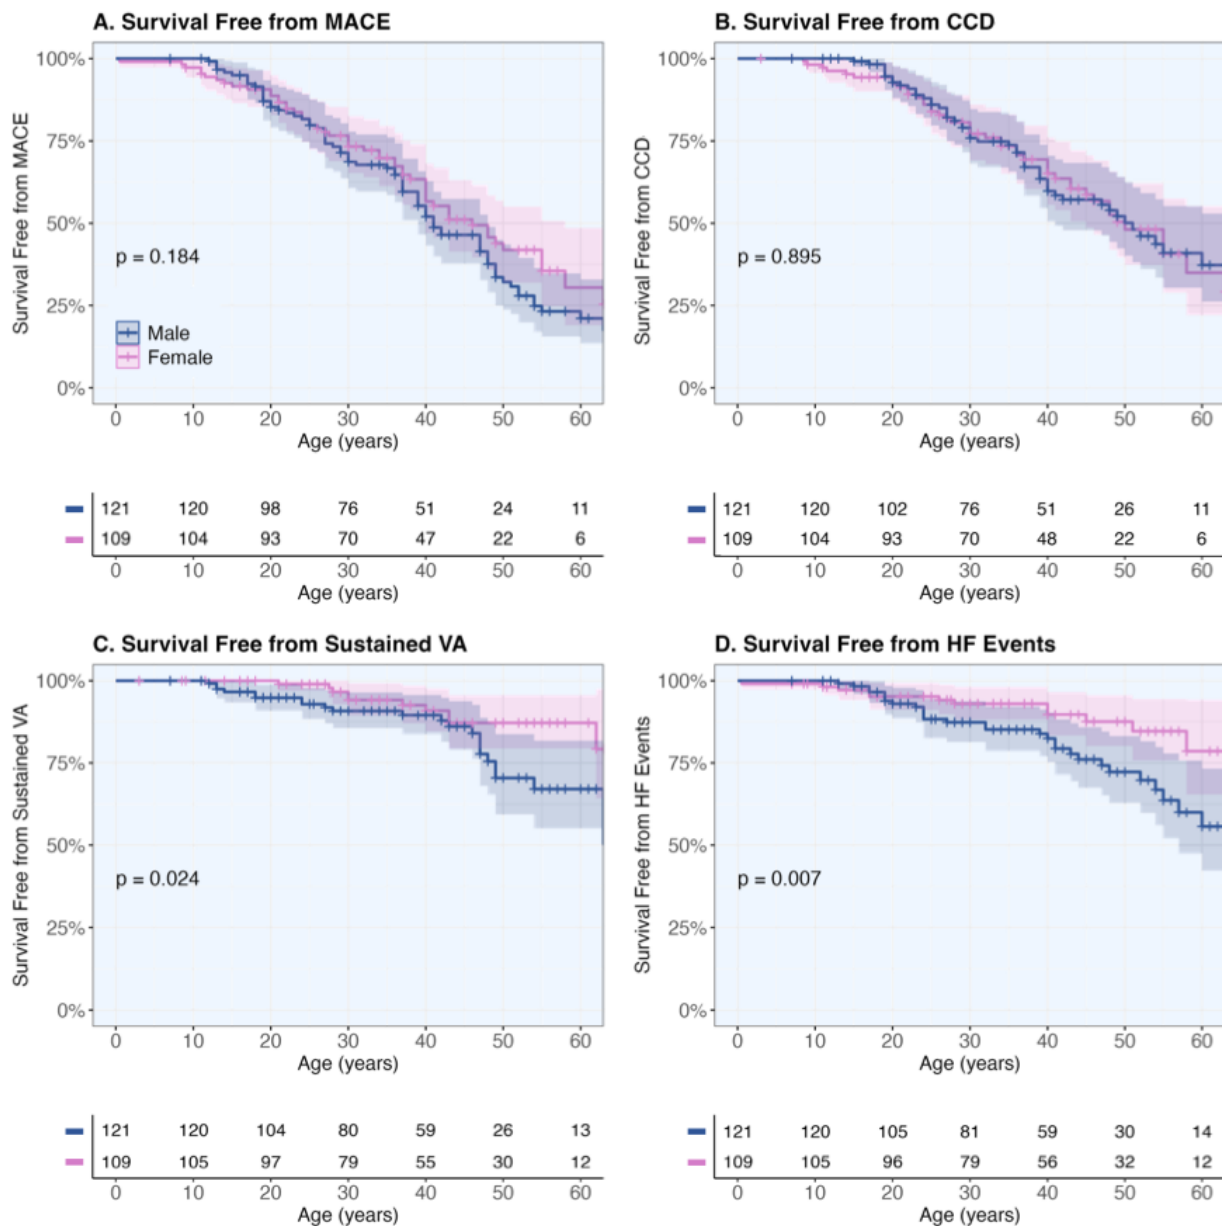 A. Survival Free from MACE
Survival Free from MACE
100%
75%
50%
25%
0%
p = 0.184
Male
Female
0 10 20 30 40 50 60
Age (years)
121 120 98 76 51 24 11
109 104 93 70 47 22 6
0 10 20 30 40 50 60
Age (years)
B. Survival Free from CCD
Survival Free from CCD
100%
75%
50%
25%
0%
p = 0.895
0 10 20 30 40 50 60
Age (years)
121 120 102 76 51 26 11
109 104 93 70 48 22 6
0 10 20 30 40 50 60
Age (years)
C. Survival Free from Sustained VA
Survival Free from Sustained VA
100%
75%
50%
25%
0%
p = 0.024
0 10 20 30 40 50 60
Age (years)
121 120 104 80 59 26 13
109 105 97 79 55 30 12
0 10 20 30 40 50 60
Age (years)
D. Survival Free from HF Events
Survival Free from HF Events
100%
75%
50%
25%
0%
p = 0.007
0 10 20 30 40 50 60
Age (years)
121 120 105 81 59 30 14
109 105 96 79 56 32 12
0 10 20 30 40 50 60
Age (years)